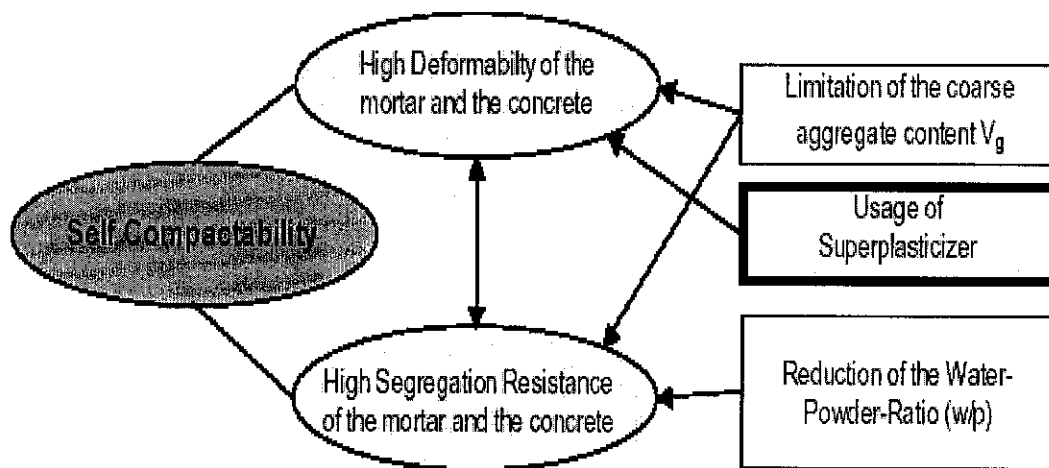 High Deformabilty of the
mortar and the concrete
Limitation of the coarse
aggregate content Vg
Self Compactability
Usage of
Superplasticizer
High Segregation Resistance
of the mortar and the concrete
Reduction of the Water-
Powder-Ratio (w/p)